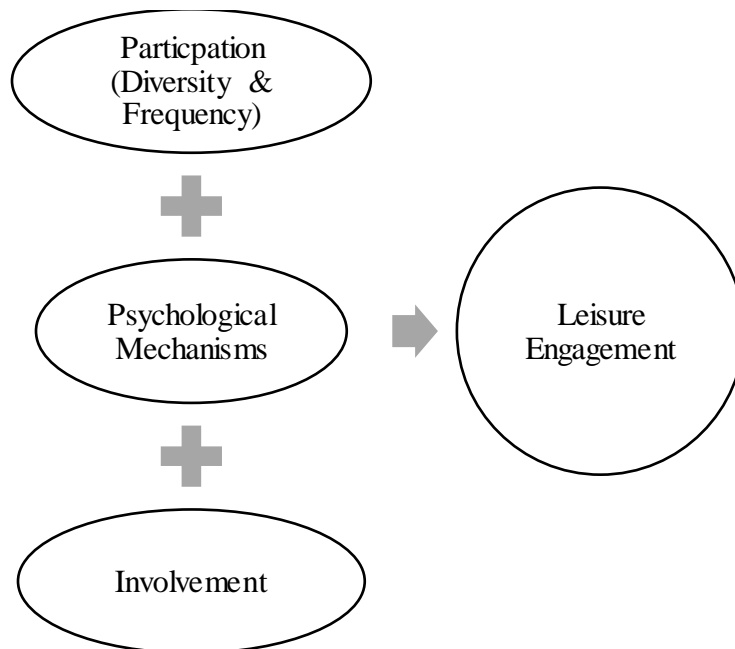 Particpation
(Diversity &
Frequency)
Psychological
Mechanisms
Leisure
Engagement
Involvement